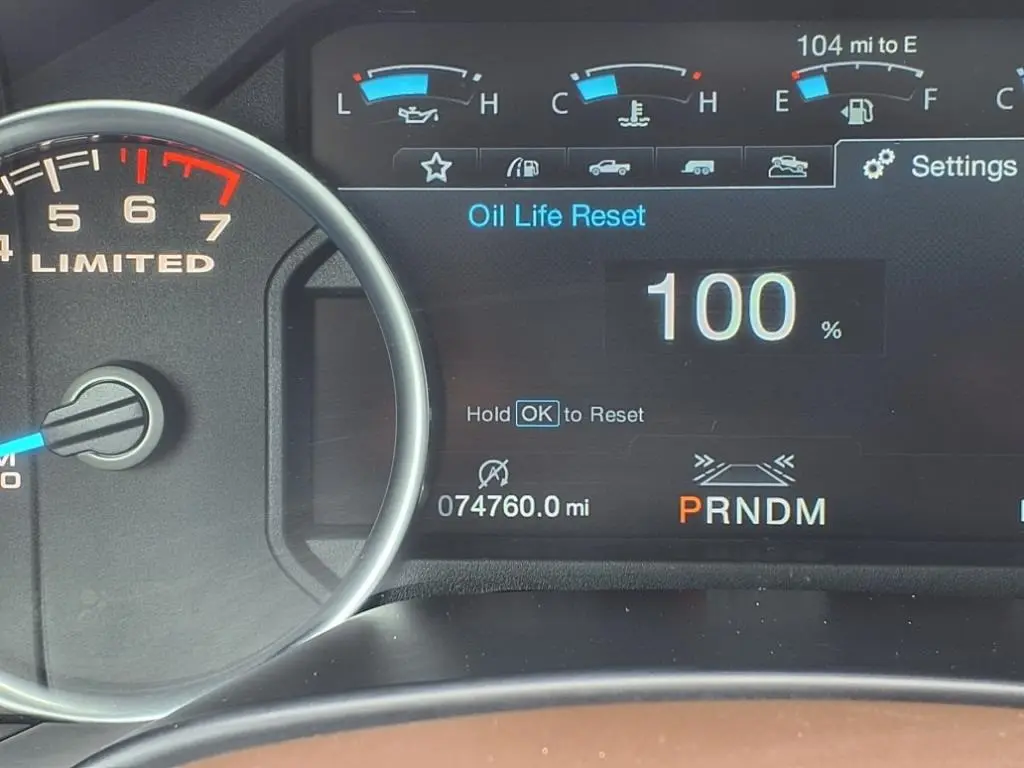 104 mi to E
L H C H E F C
Settings
Oil Life Reset
100 %
Hold OK to Reset
074760.0 mi
PRNDM
4 5 6 7
LIMITED